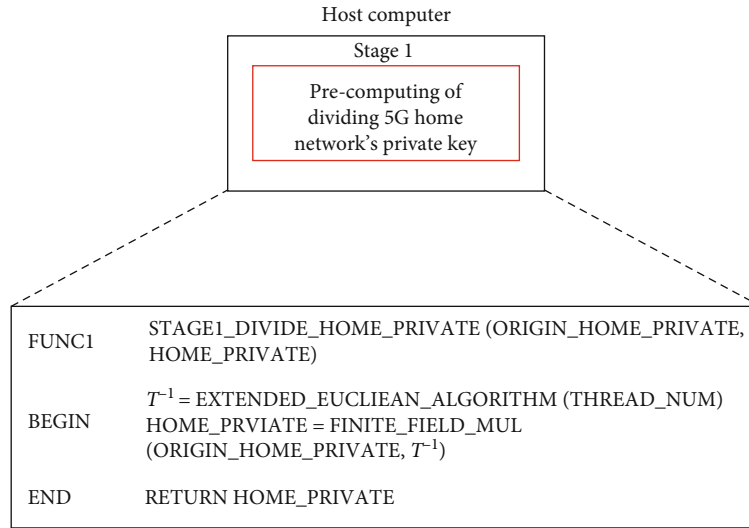 Host computer
Stage 1
Pre-computing of
dividing 5G home
network's private key
FUNC1 STAGE1_DIVIDE_HOME_PRIVATE (ORIGIN_HOME_PRIVATE,
HOME_PRIVATE)
BEGIN T⁻¹ = EXTENDED_EUCLIEAN_ALGORITHM (THREAD_NUM)
HOME_PRVIATE = FINITE_FIELD_MUL
(ORIGIN_HOME_PRIVATE, T⁻¹)
END RETURN HOME_PRIVATE